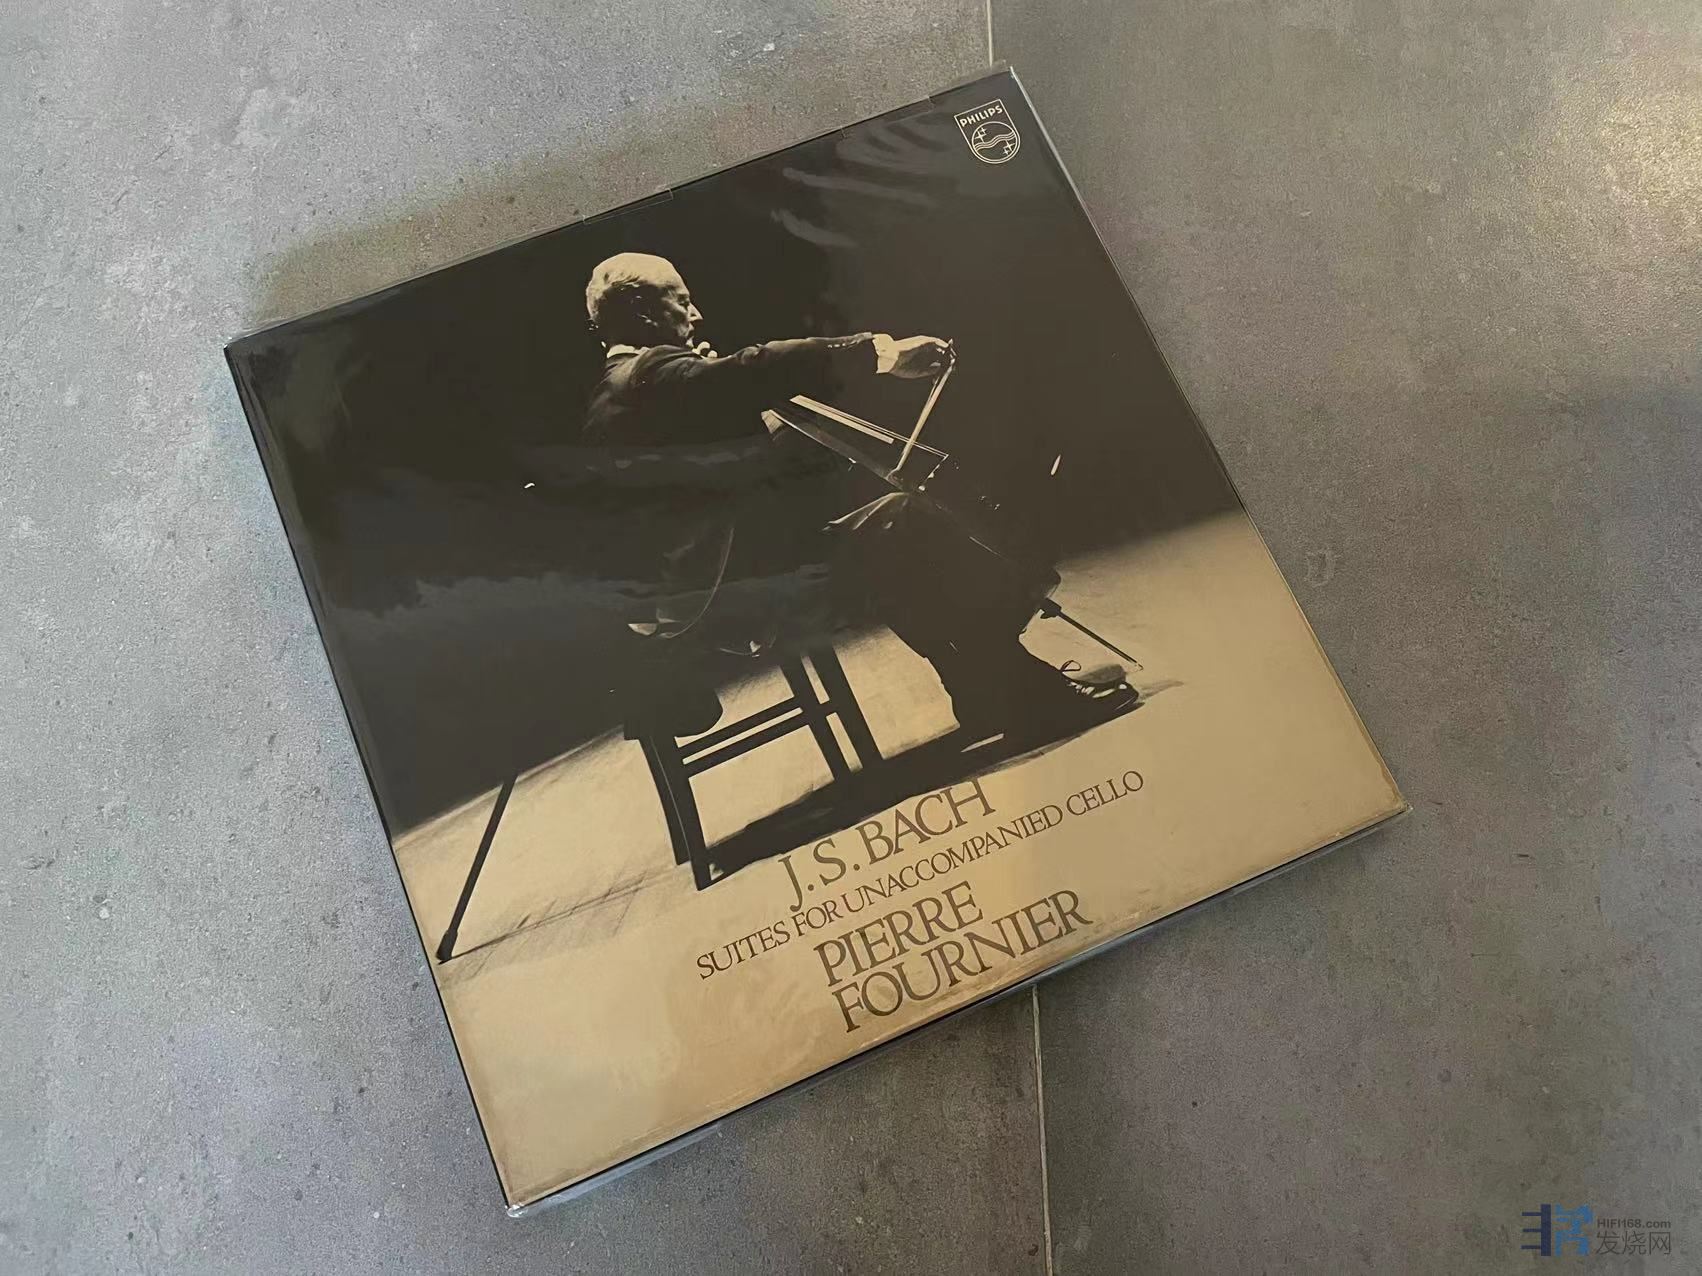 PHILIPS
J. S. BACH
SUITES FOR UNACCOMPANIED CELLO
PIERRE
FOURNIER
HIFI168.com
发烧网